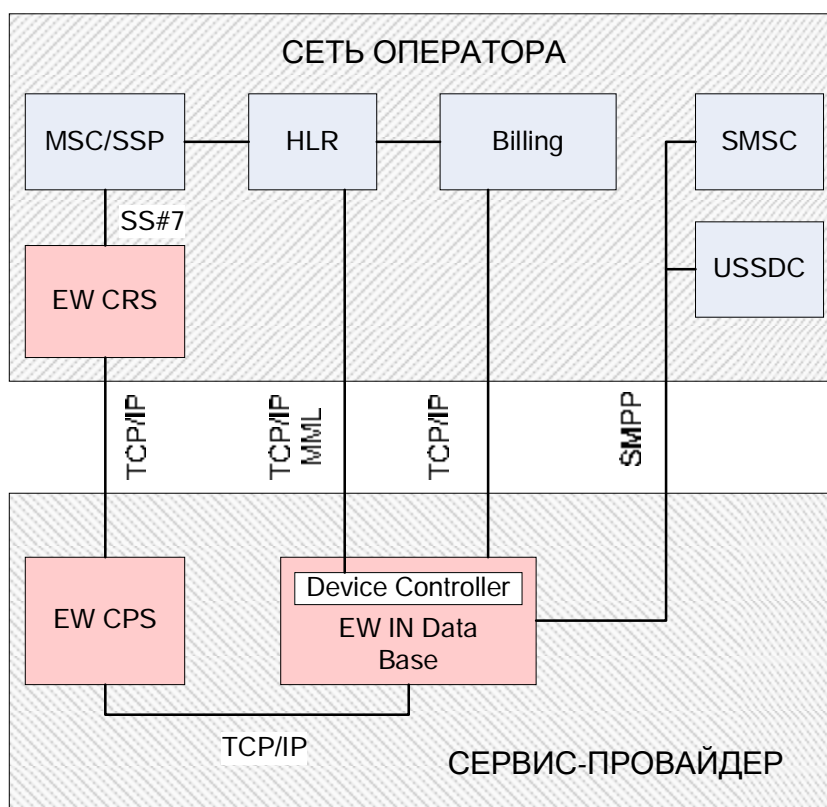 СЕТЬ ОПЕРАТОРА
MSC/SSP
HLR
Billing
SMSC
SS#7
USSDC
EW CRS
TCP/IP
TCP/IP
MML
TCP/IP
SMPP
EW CPS
Device Controller
EW IN Data
Base
TCP/IP
СЕРВИС-ПРОВАЙДЕР